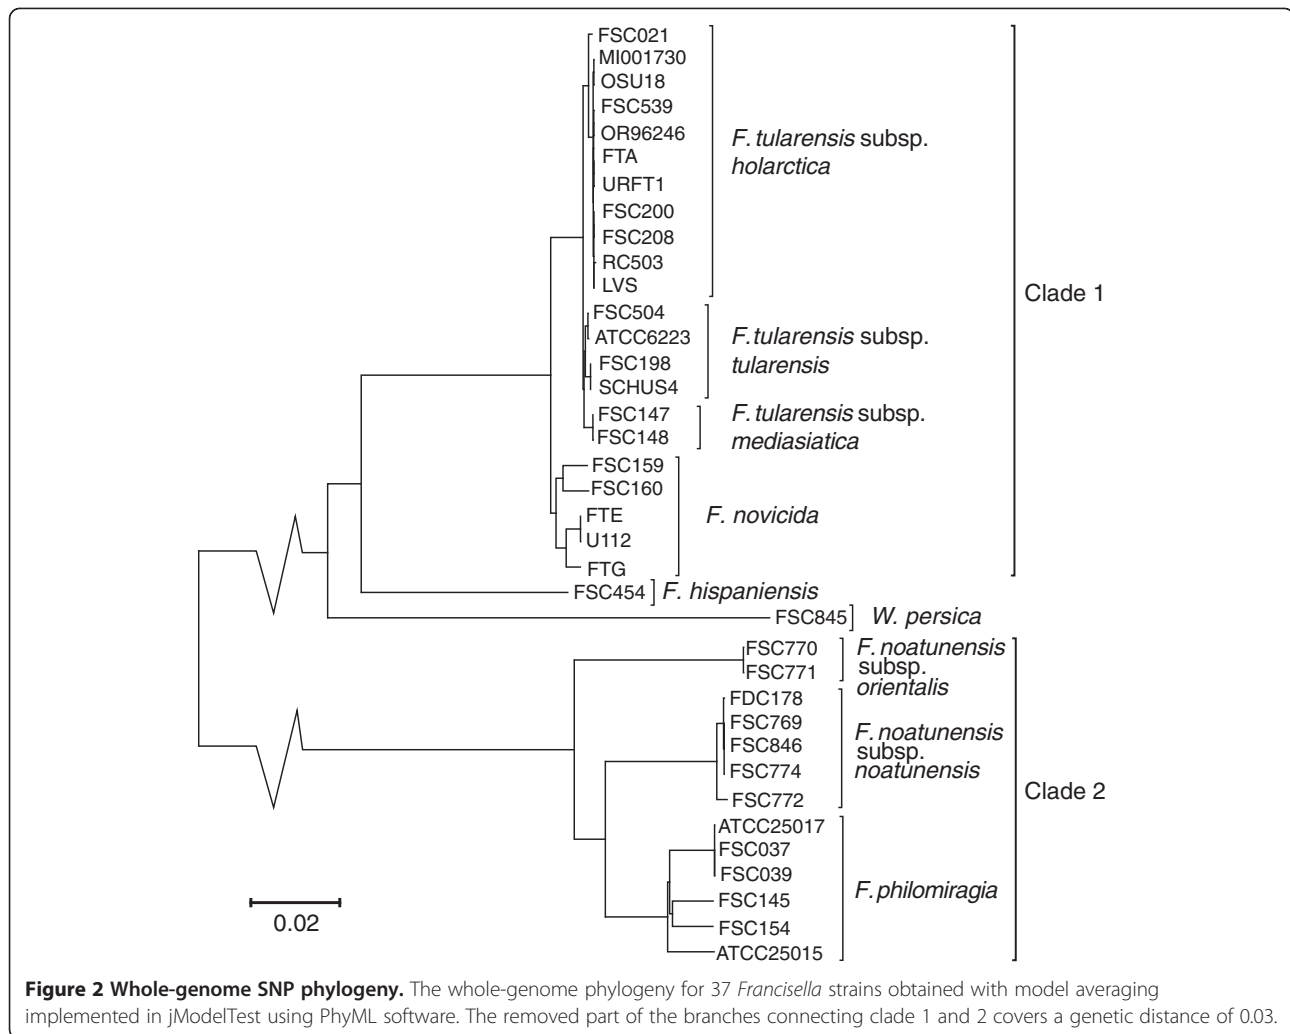 FSC021
MI001730
OSU18
FSC539
OR96246
FTA
URFT1
FSC200
FSC208
RC503
LVS
F. tularensis subsp.
holarctica
FSC504
ATCC6223
FSC198
SCHUS4
F. tularensis subsp.
tularensis
FSC147
FSC148
F. tularensis subsp.
mediasiatica
FSC159
FSC160
FTE
U112
FTG
F. novicida
FSC454
F. hispaniensis
Clade 1
FSC845
W. persica
FSC770
FSC771
F. noatunensis
subsp.
orientalis
FDC178
FSC769
FSC846
FSC774
FSC772
F. noatunensis
subsp.
noatunensis
ATCC25017
FSC037
FSC039
FSC145
FSC154
ATCC25015
F. philomiragia
Clade 2
0.02
Figure 2 Whole-genome SNP phylogeny. The whole-genome phylogeny for 37 Francisella strains obtained with model averaging
implemented in jModelTest using PhyML software. The removed part of the branches connecting clade 1 and 2 covers a genetic distance of 0.03.